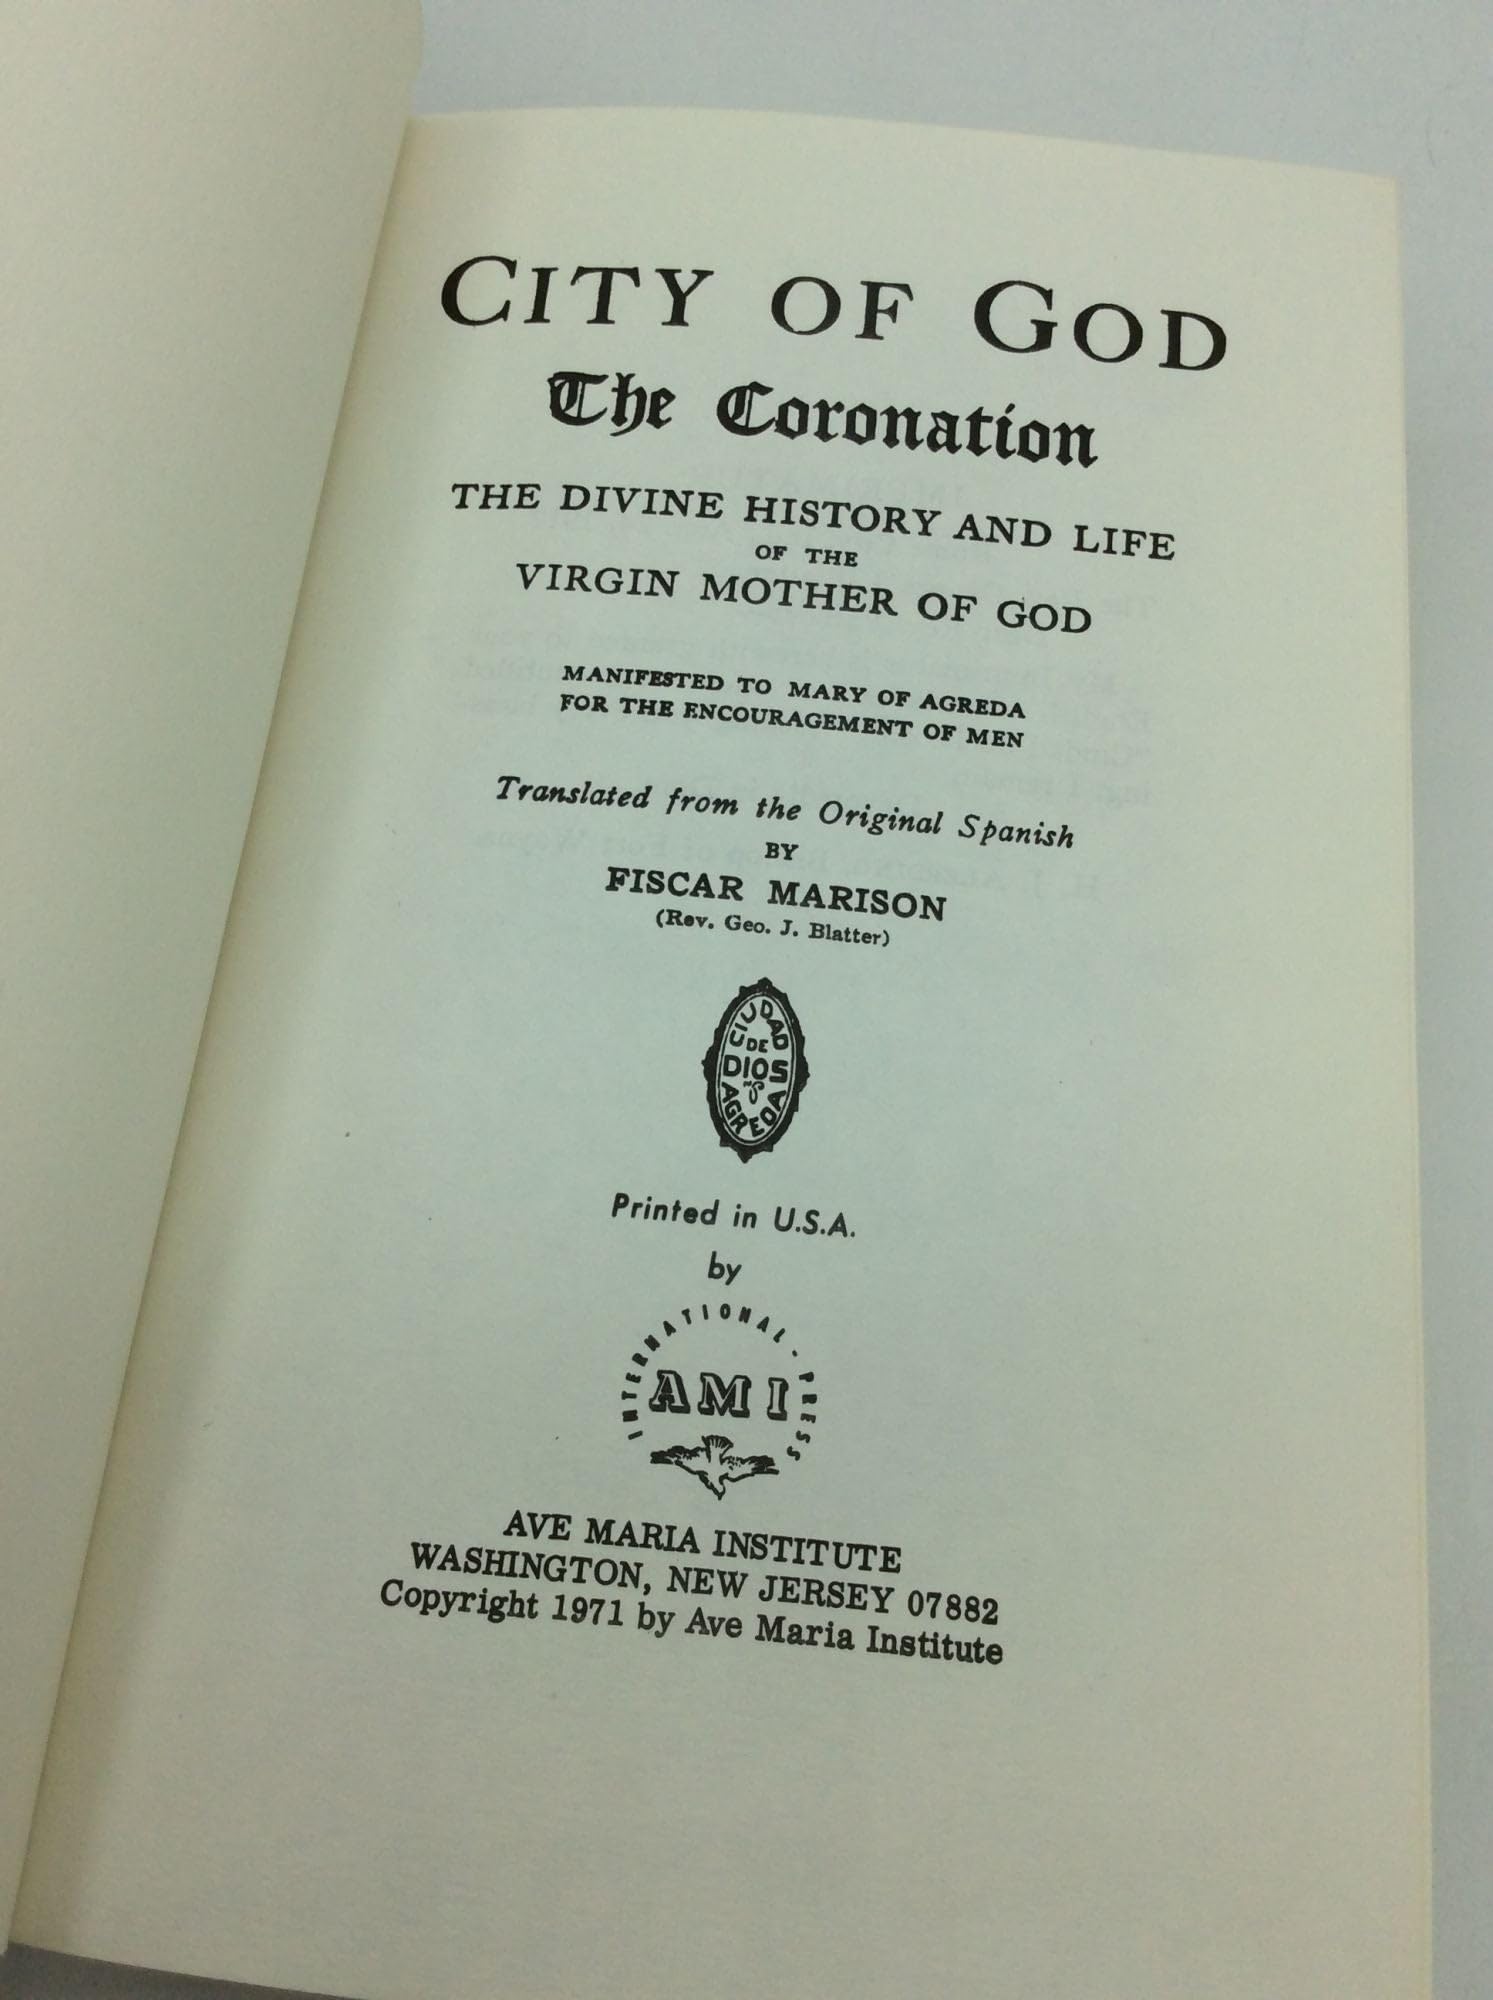 CITY OF GOD
The Coronation
THE DIVINE HISTORY AND LIFE
OF THE
VIRGIN MOTHER OF GOD
MANIFESTED TO MARY OF AGREDA
FOR THE ENCOURAGEMENT OF MEN
Translated from the Original Spanish
BY
FISCAR MARISON
(Rev. Geo. J. Blatter)
CIUDAD
DE
DIOS
AGREDA
Printed in U.S.A.
by
INTERNATIONAL · PRESS
AMI
AVE MARIA INSTITUTE
WASHINGTON, NEW JERSEY 07882
Copyright 1971 by Ave Maria Institute